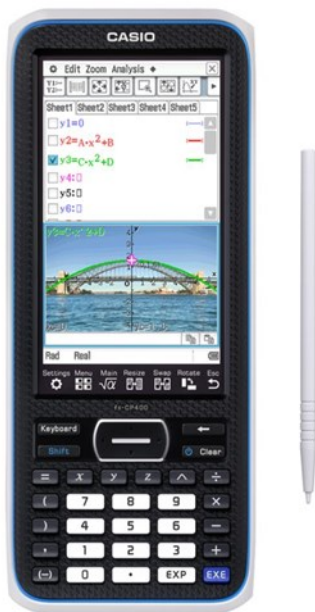 CASIO
Edit Zoom Analysis
Sheet1 Sheet2 Sheet3 Sheet4 Sheet5
y1=0
y2=A·x²+B
y3=C·x²+D
y4:
y5:
y6:
y3=C·x^2+D
Rad Real
Settings Menu Main Resize Swap Rotate Esc
fx-CP400
Keyboard
Shift Clear
= x y z ^ ÷
( 7 8 9 ×
) 4 5 6 −
, 1 2 3 +
(−) 0 · EXP EXE